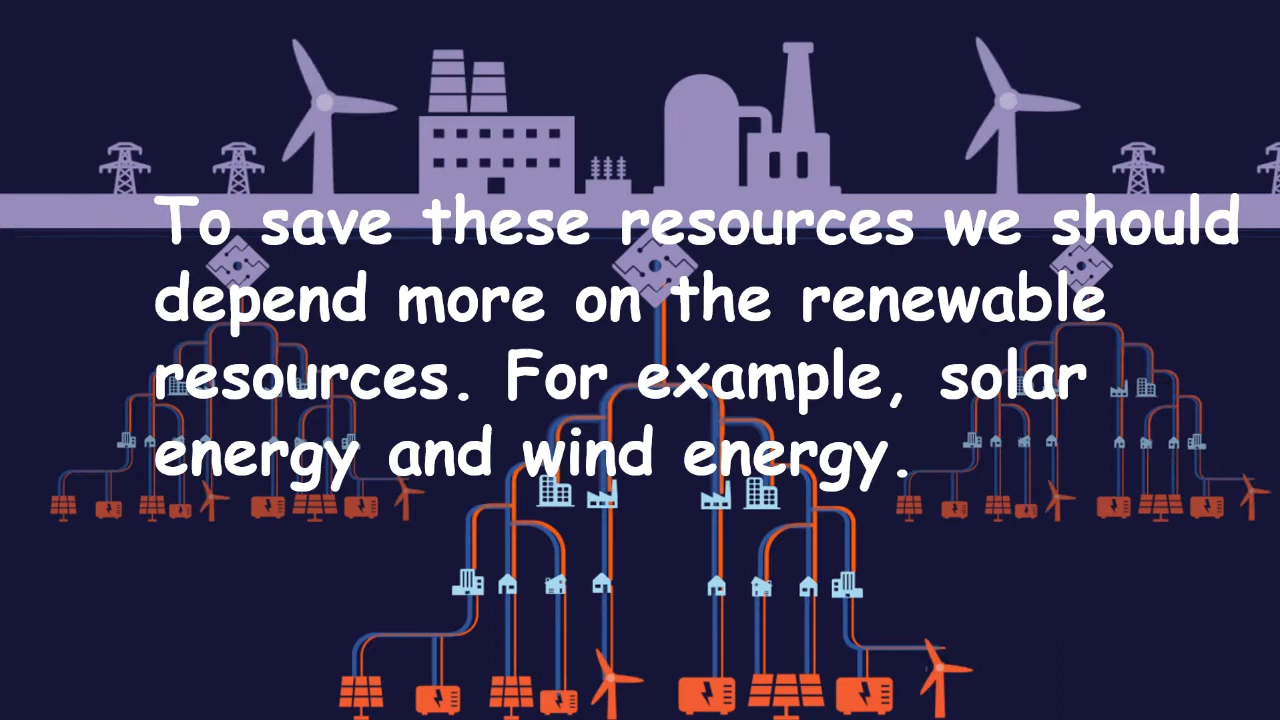 To save these resources we should
depend more on the renewable
resources. For example, solar
energy and wind energy.